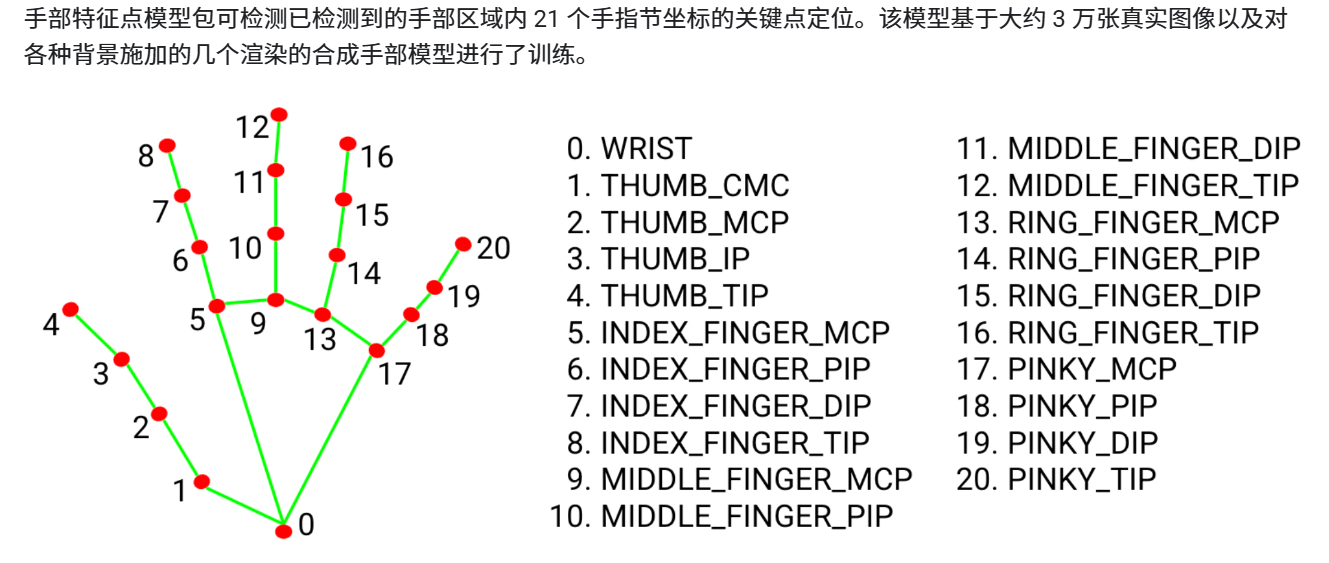 手部特征点模型包可检测已检测到的手部区域内 21 个手指节坐标的关键点定位。该模型基于大约 3 万张真实图像以及对
各种背景施加的几个渲染的合成手部模型进行了训练。
12
8
16
11
7
15
10
20
6
14
19
4
5
9
13
18
3
17
2
1
0
0. WRIST
1. THUMB_CMC
2. THUMB_MCP
3. THUMB_IP
4. THUMB_TIP
5. INDEX_FINGER_MCP
6. INDEX_FINGER_PIP
7. INDEX_FINGER_DIP
8. INDEX_FINGER_TIP
9. MIDDLE_FINGER_MCP
10. MIDDLE_FINGER_PIP
11. MIDDLE_FINGER_DIP
12. MIDDLE_FINGER_TIP
13. RING_FINGER_MCP
14. RING_FINGER_PIP
15. RING_FINGER_DIP
16. RING_FINGER_TIP
17. PINKY_MCP
18. PINKY_PIP
19. PINKY_DIP
20. PINKY_TIP